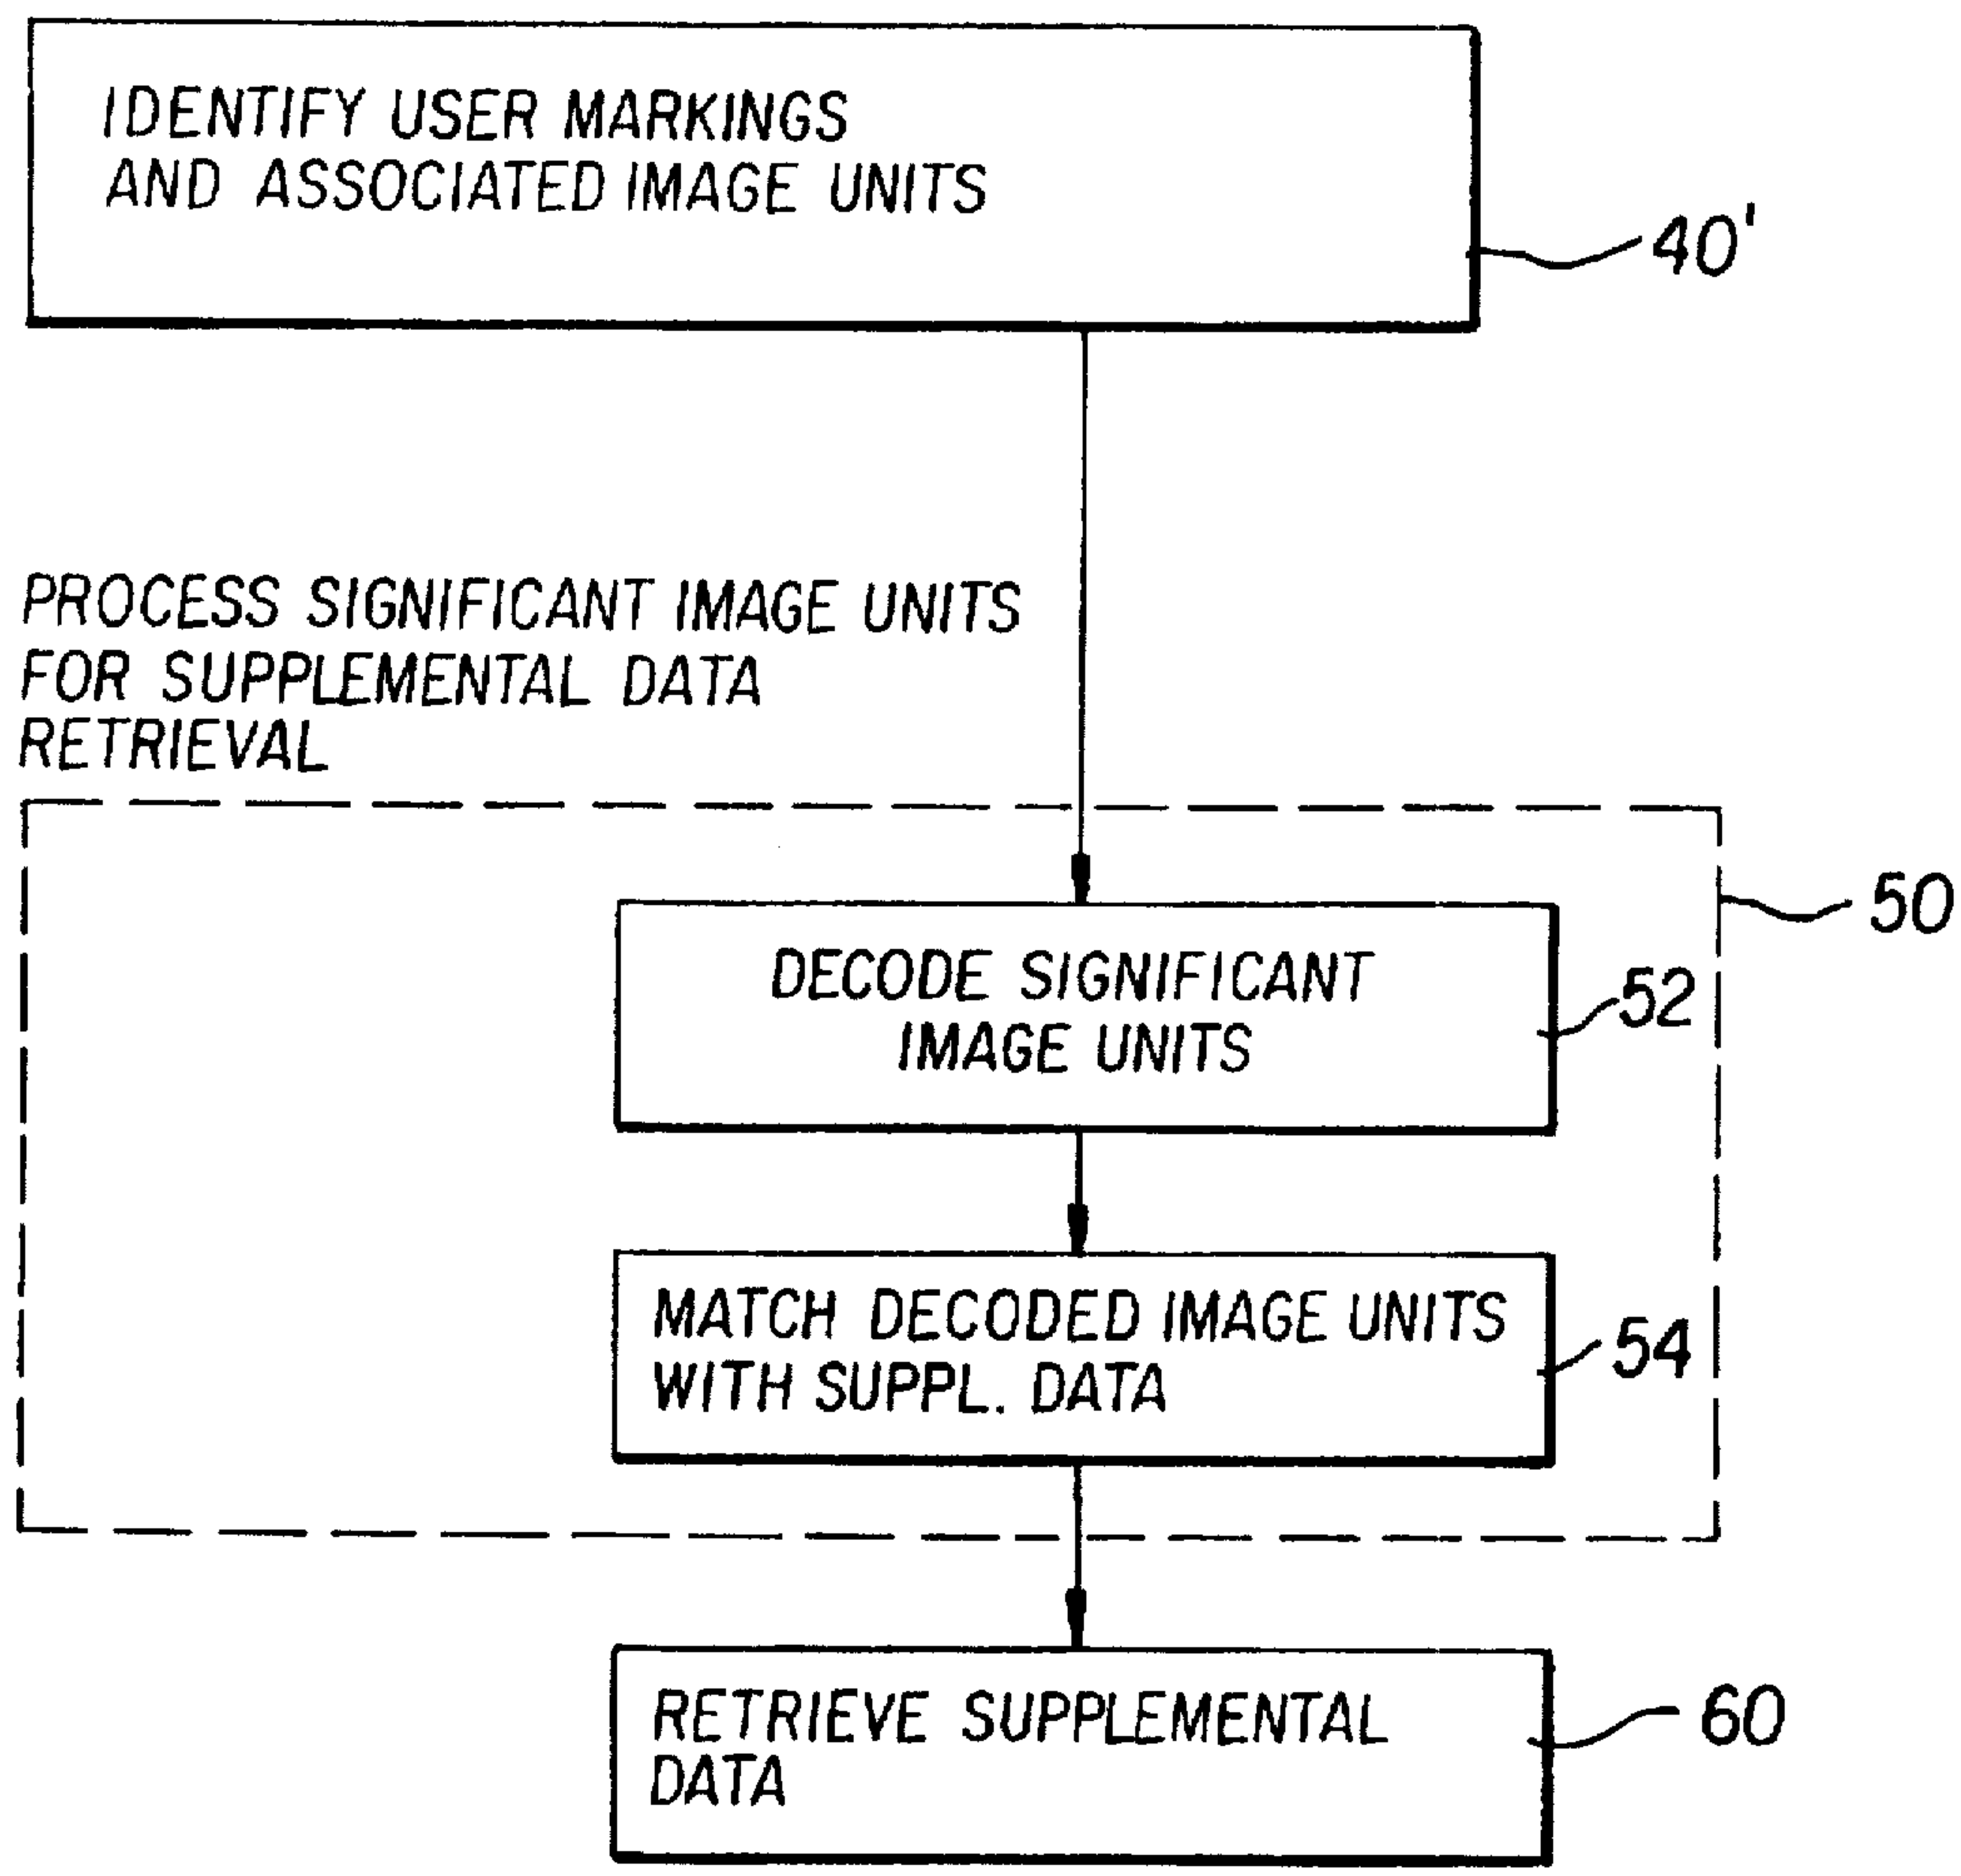 IDENTIFY USER MARKINGS
AND ASSOCIATED IMAGE UNITS
40'
PROCESS SIGNIFICANT IMAGE UNITS
FOR SUPPLEMENTAL DATA
RETRIEVAL
50
DECODE SIGNIFICANT
IMAGE UNITS
52
MATCH DECODED IMAGE UNITS
WITH SUPPL. DATA
54
RETRIEVE SUPPLEMENTAL
DATA
60